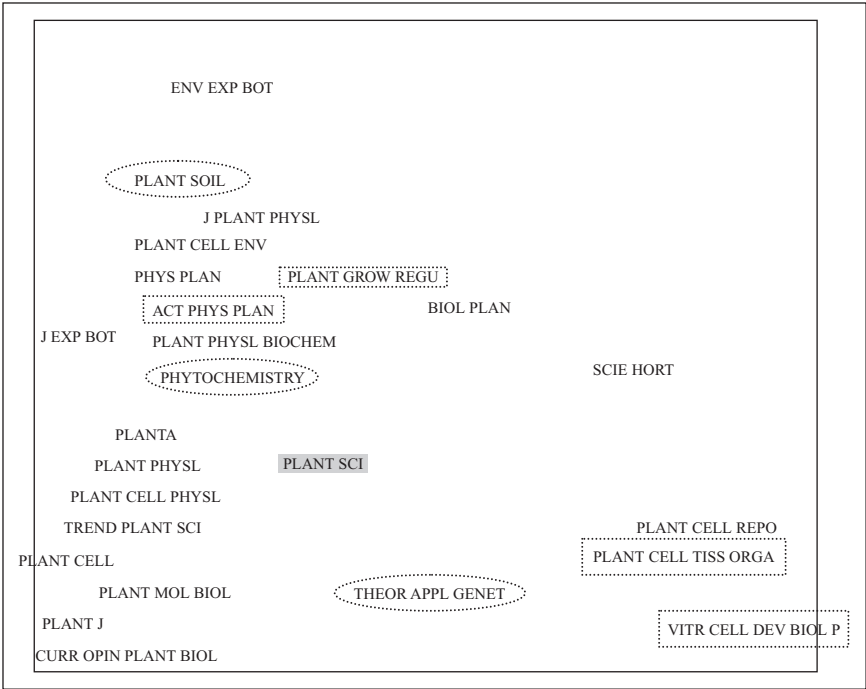 ENV EXP BOT
PLANT SOIL
J PLANT PHYSL
PLANT CELL ENV
PHYS PLAN
PLANT GROW REGU
ACT PHYS PLAN
BIOL PLAN
J EXP BOT
PLANT PHYSL BIOCHEM
PHYTOCHEMISTRY
SCIE HORT
PLANTA
PLANT PHYSL
PLANT SCI
PLANT CELL PHYSL
TREND PLANT SCI
PLANT CELL REPO
PLANT CELL
PLANT CELL TISS ORGA
PLANT MOL BIOL
THEOR APPL GENET
PLANT J
VITR CELL DEV BIOL P
CURR OPIN PLANT BIOL